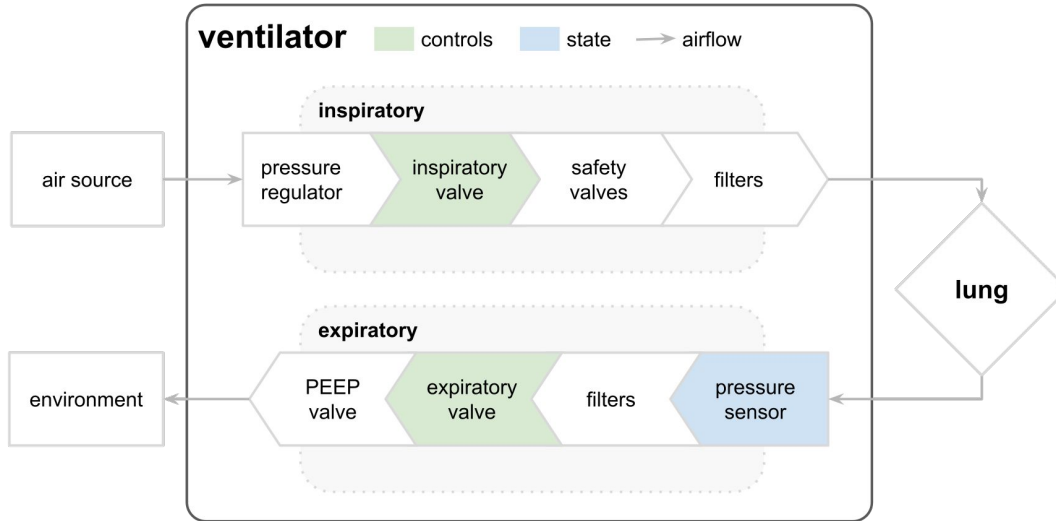 ventilator
controls
state
airflow
inspiratory
air source
pressure
regulator
inspiratory
valve
safety
valves
filters
lung
expiratory
environment
PEEP
valve
expiratory
valve
filters
pressure
sensor